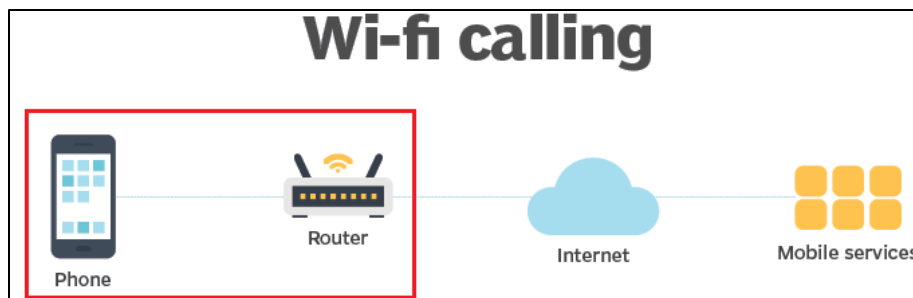 Wi-fi calling
Router
Internet
Mobile services
Phone